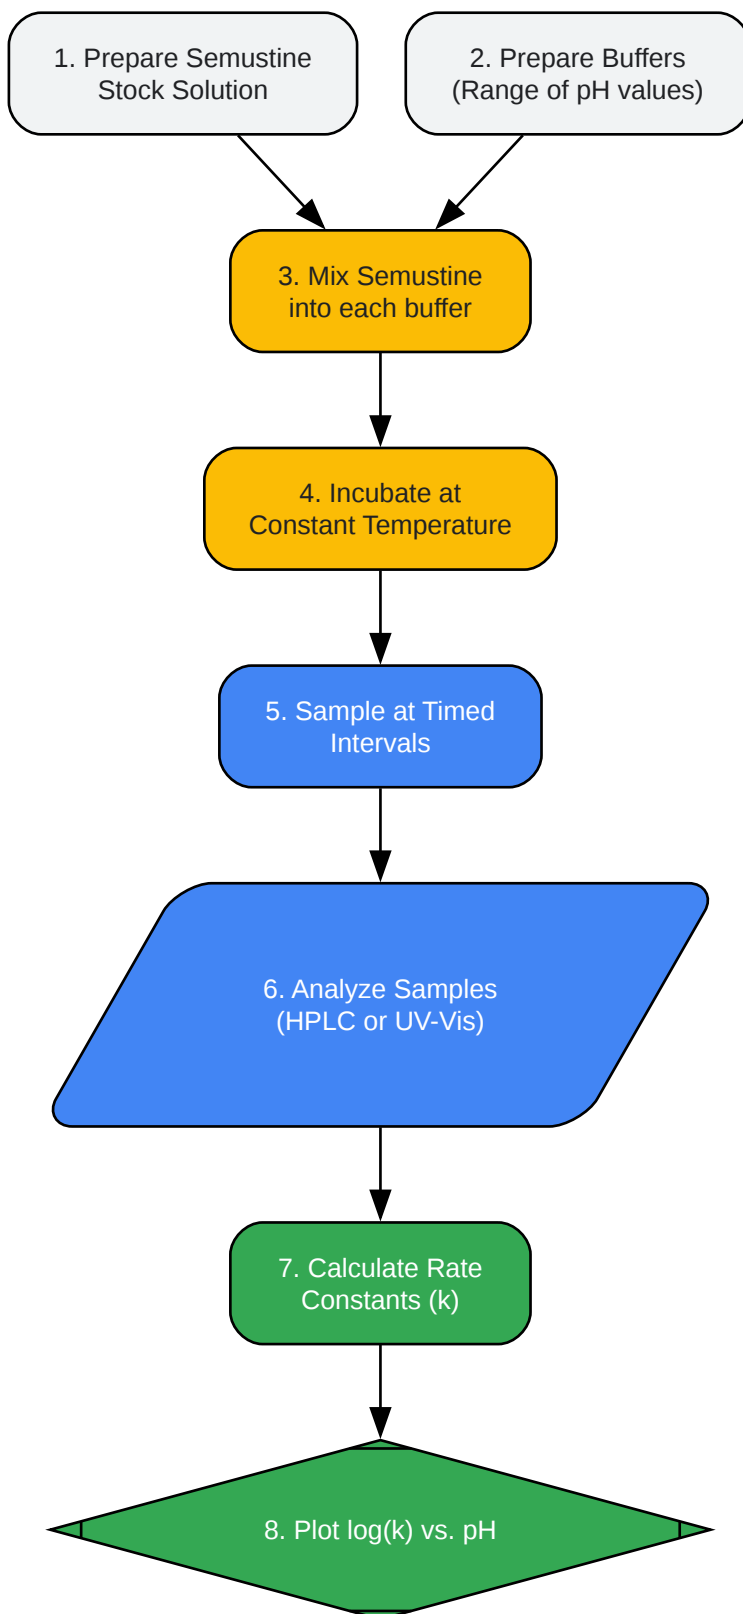 1. Prepare Semustine
Stock Solution
2. Prepare Buffers
(Range of pH values)
3. Mix Semustine
into each buffer
4. Incubate at
Constant Temperature
5. Sample at Timed
Intervals
6. Analyze Samples
(HPLC or UV-Vis)
7. Calculate Rate
Constants (k)
8. Plot log(k) vs. pH